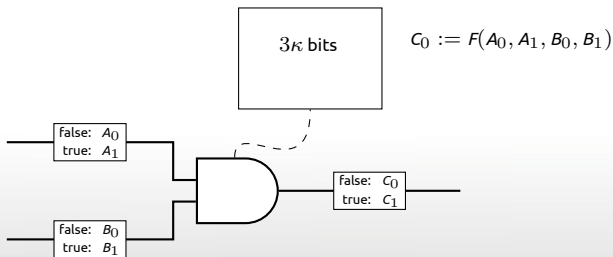 3κ bits
C₀ := F(A₀, A₁, B₀, B₁)
false: A₀
true: A₁
false: C₀
true: C₁
false: B₀
true: B₁